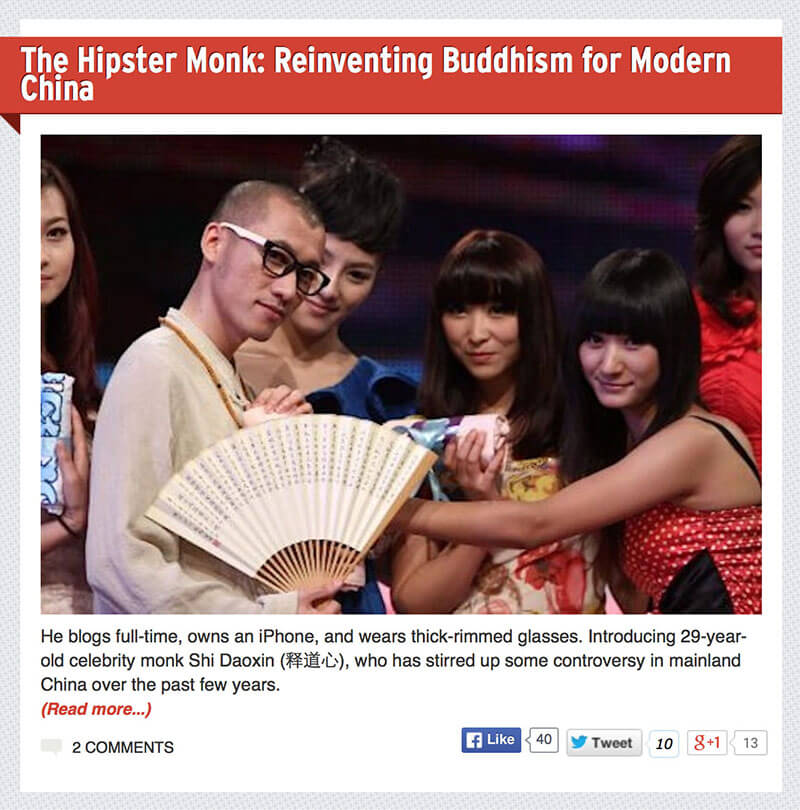 The Hipster Monk: Reinventing Buddhism for Modern
China
He blogs full-time, owns an iPhone, and wears thick-rimmed glasses. Introducing 29-year-
old celebrity monk Shi Daoxin (释道心), who has stirred up some controversy in mainland
China over the past few years.
(Read more...)
2 COMMENTS
Like 40 Tweet 10 g+1 13